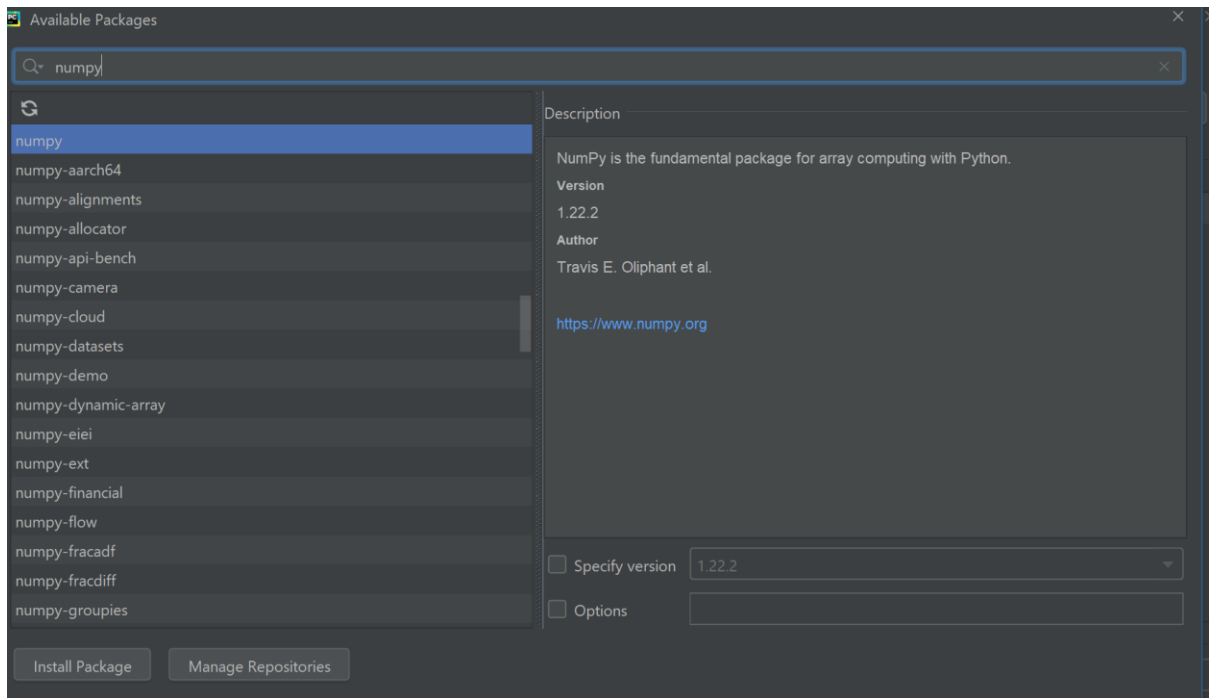 PC Available Packages
numpy
numpy
numpy-aarch64
numpy-alignments
numpy-allocator
numpy-api-bench
numpy-camera
numpy-cloud
numpy-datasets
numpy-demo
numpy-dynamic-array
numpy-eiei
numpy-ext
numpy-financial
numpy-flow
numpy-fracadf
numpy-fracdiff
numpy-groupies
Description
NumPy is the fundamental package for array computing with Python.
Version
1.22.2
Author
Travis E. Oliphant et al.
https://www.numpy.org
Specify version 1.22.2
Options
Install Package Manage Repositories